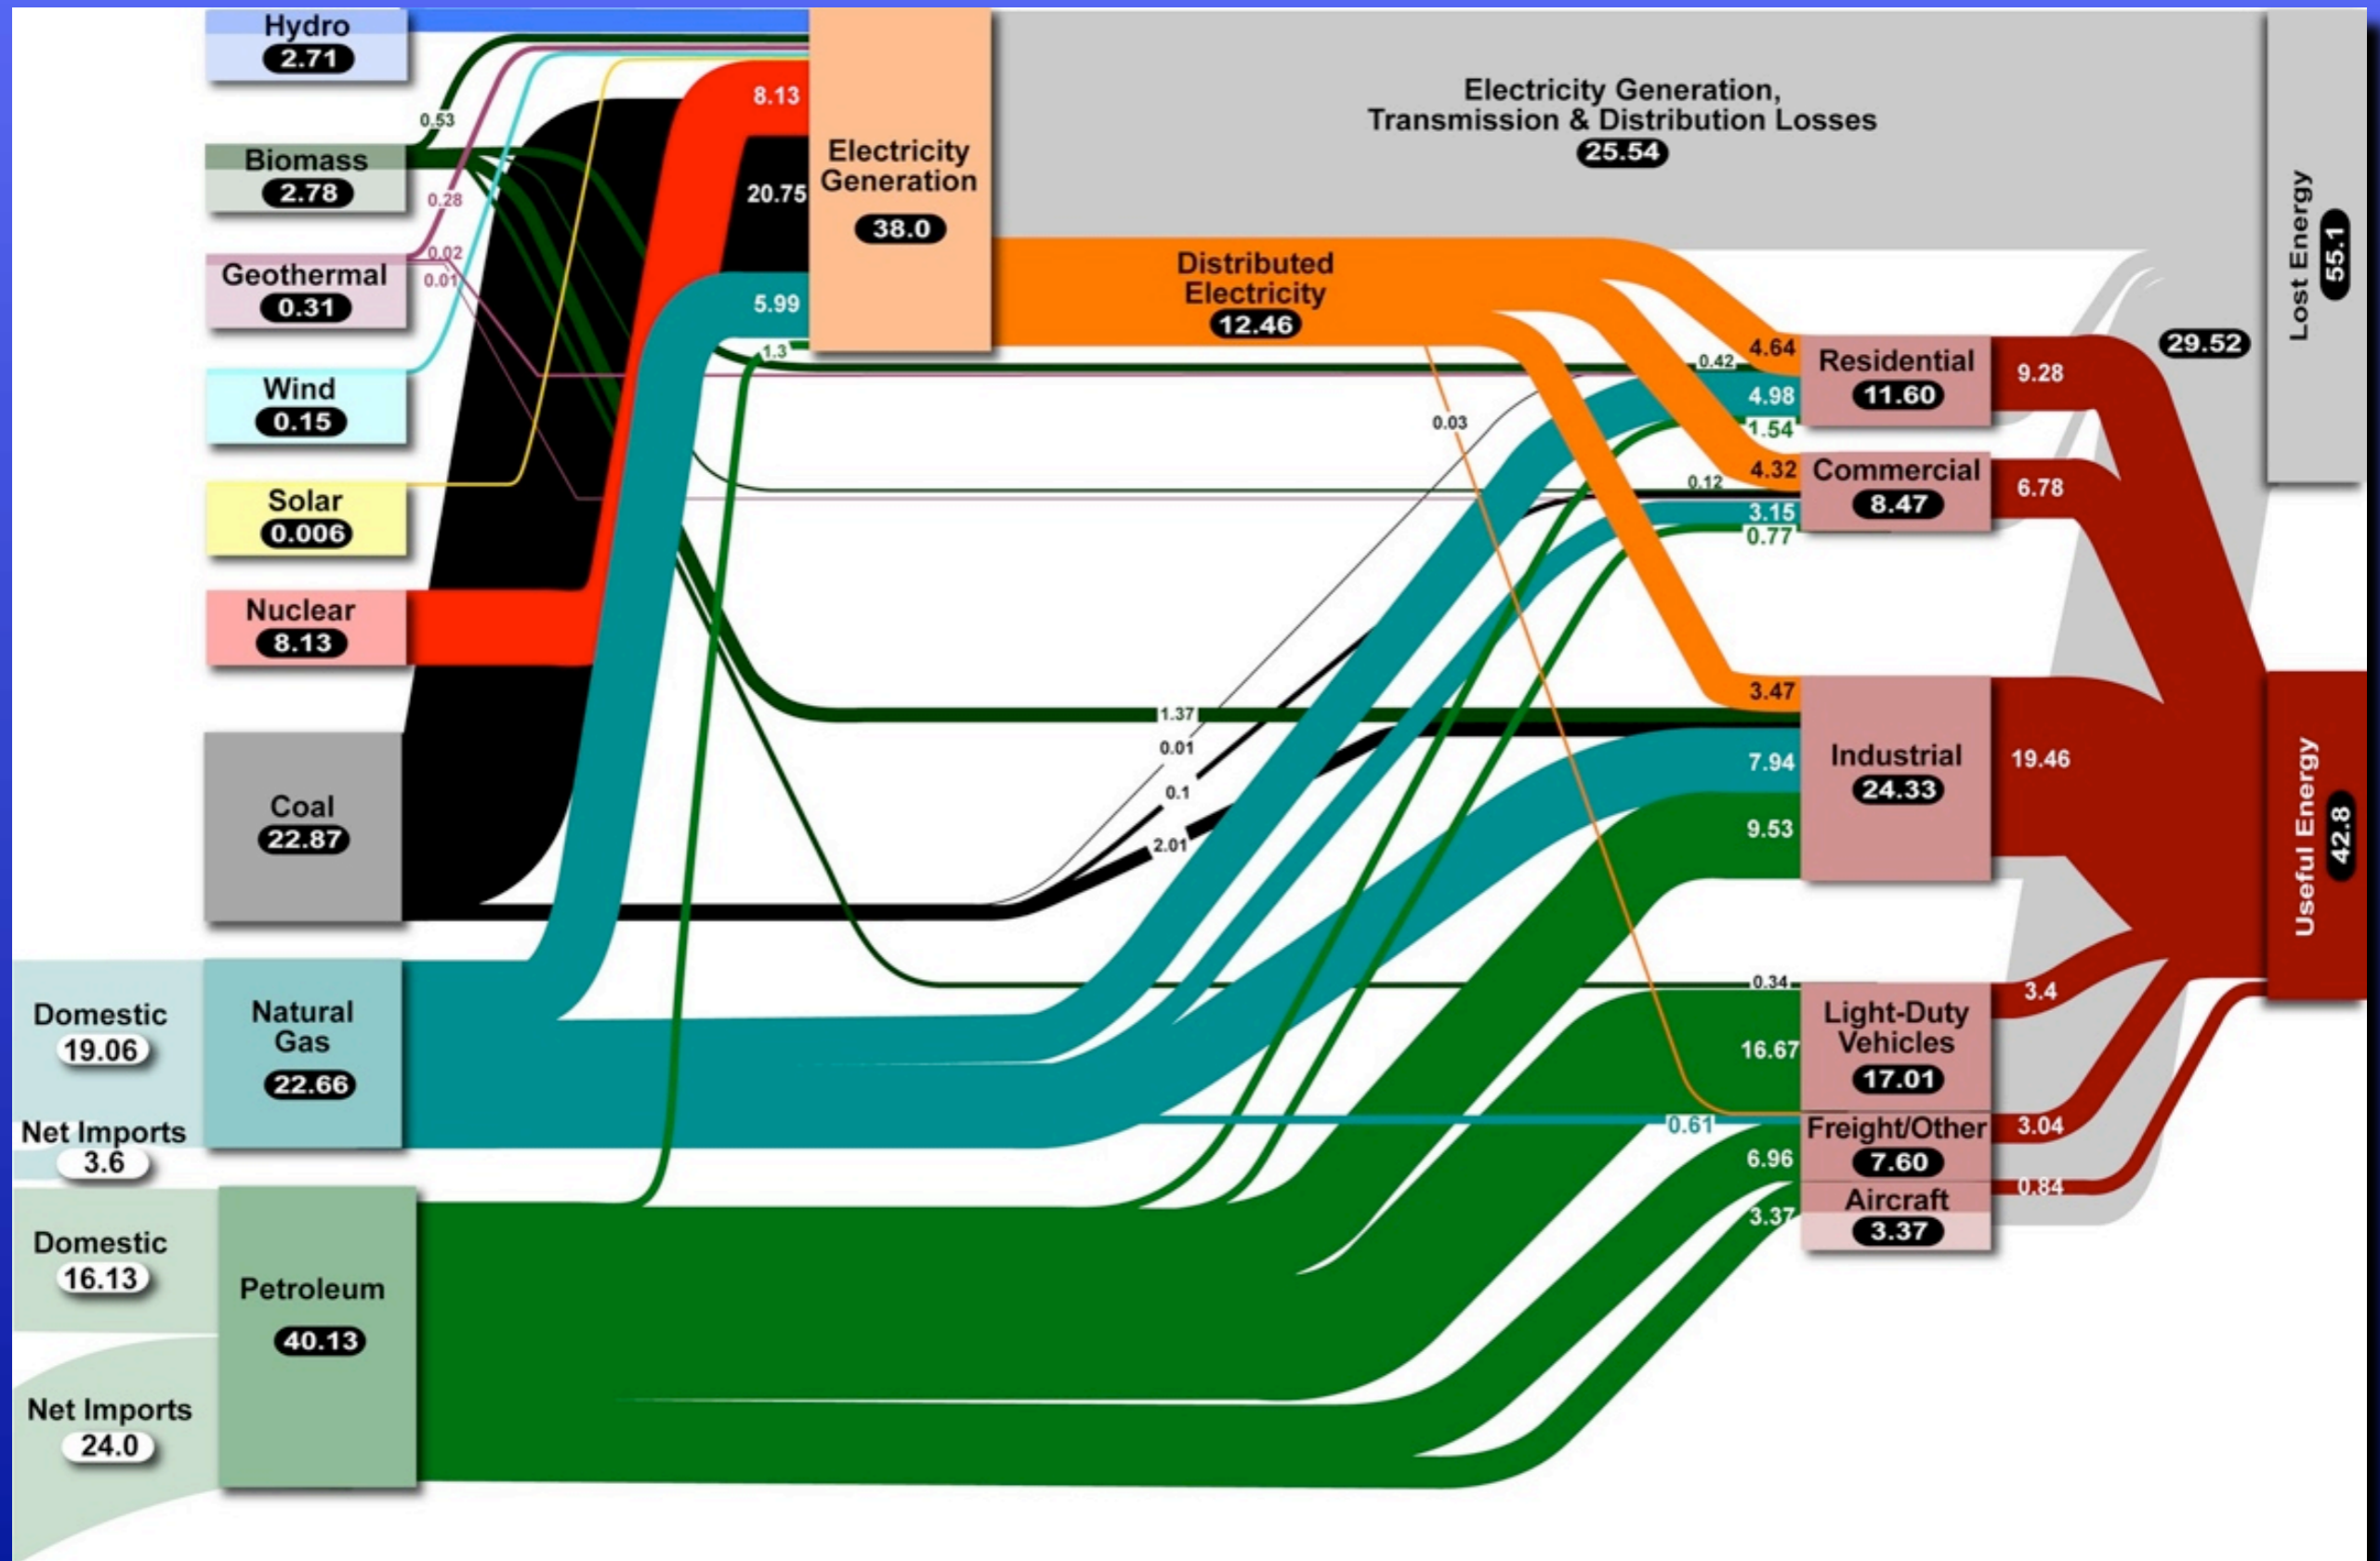 Hydro
2.71
0.53
Biomass
2.78
0.28
0.02
Geothermal
0.01
0.31
Wind
0.15
Solar
0.006
Nuclear
8.13
Coal
22.87
Domestic
19.06
Natural
Gas
22.66
Net Imports
3.6
Domestic
16.13
Petroleum
40.13
Net Imports
24.0
8.13
20.75
5.99
1.3
Electricity
Generation
38.0
Electricity Generation,
Transmission & Distribution Losses
25.54
Distributed
Electricity
12.46
0.03
1.37
0.01
0.1
2.01
0.42
4.64
4.98
1.54
0.12
4.32
3.15
0.77
3.47
7.94
9.53
0.34
16.67
0.61
6.96
3.37
Residential
11.60
Commercial
8.47
Industrial
24.33
Light-Duty
Vehicles
17.01
Freight/Other
7.60
Aircraft
3.37
9.28
6.78
19.46
3.4
3.04
0.84
29.52
Lost Energy
55.1
Useful Energy
42.8